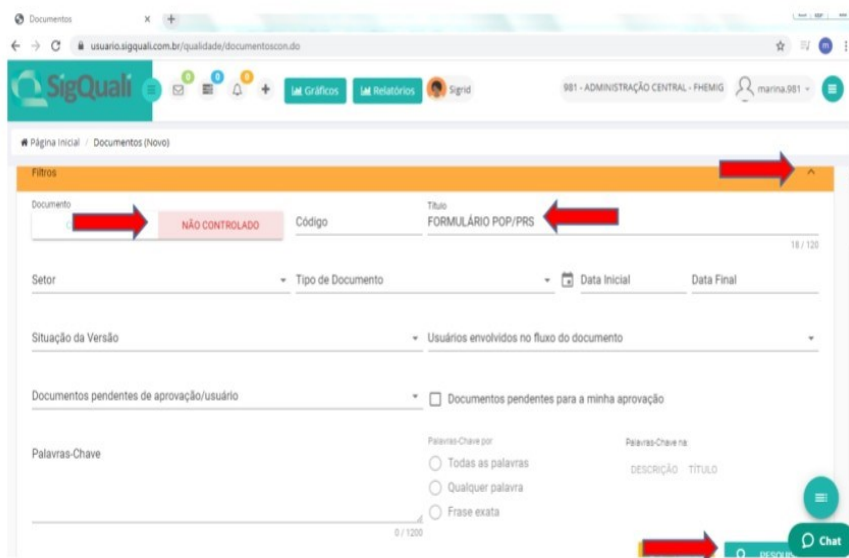 Documentos
usuario.sigquali.com.br/qualidade/documentoscon.do
m
SigQuali
0
0
0
Gráficos
Relatórios
Sigrid
981 - ADMINISTRAÇÃO CENTRAL - FHEMIG
marina.981
Página Inicial / Documentos (Novo)
Filtros
Documento
NÃO CONTROLADO
Código
Título
FORMULÁRIO POP/PRS
18 / 120
Setor
Tipo de Documento
Data Inicial
Data Final
Situação da Versão
Usuários envolvidos no fluxo do documento
Documentos pendentes de aprovação/usuário
Documentos pendentes para a minha aprovação
Palavras-Chave
Palavras-Chave por
Palavras-Chave na:
Todas as palavras
DESCRIÇÃO TÍTULO
Qualquer palavra
Frase exata
0 / 1200
Chat